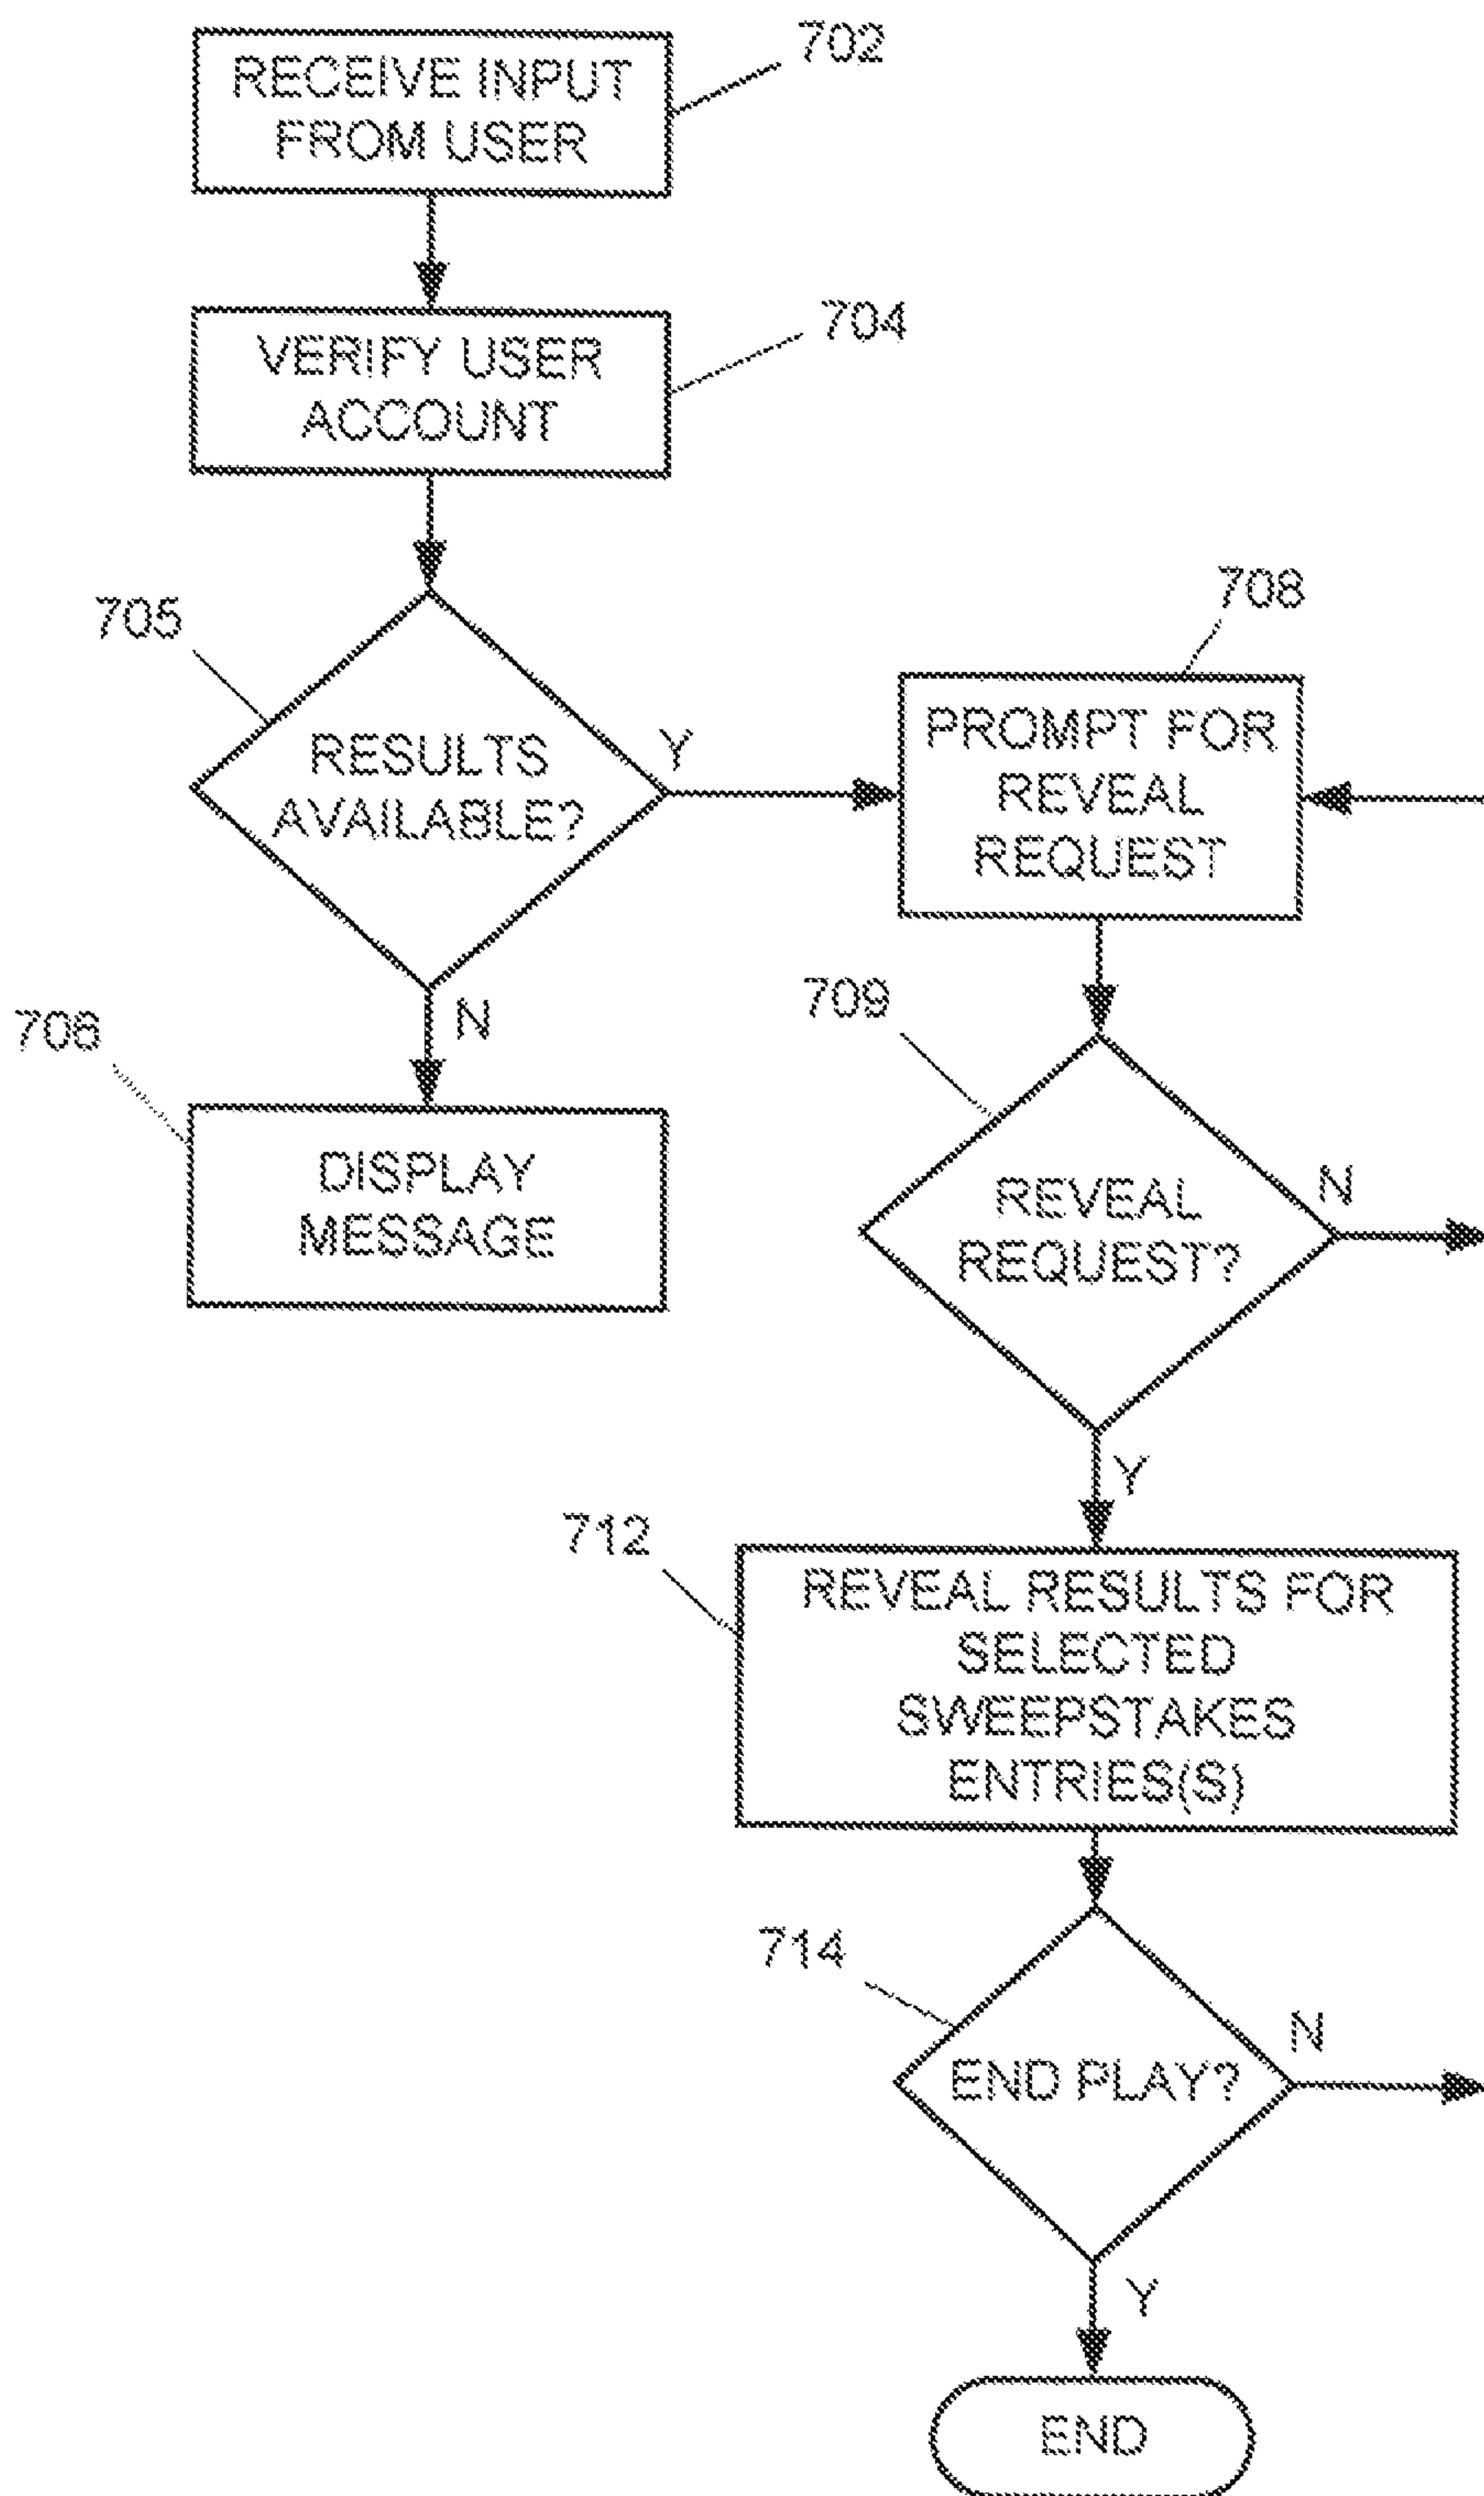 702
RECEIVE INPUT
FROM USER
704
VERIFY USER
ACCOUNT
705
RESULTS
AVAILABLE?
Y
N
706
DISPLAY
MESSAGE
708
PROMPT FOR
REVEAL
REQUEST
709
REVEAL
REQUEST?
N
Y
712
REVEAL RESULTS FOR
SELECTED
SWEEPSTAKES
ENTRIES(S)
714
END PLAY?
N
Y
END